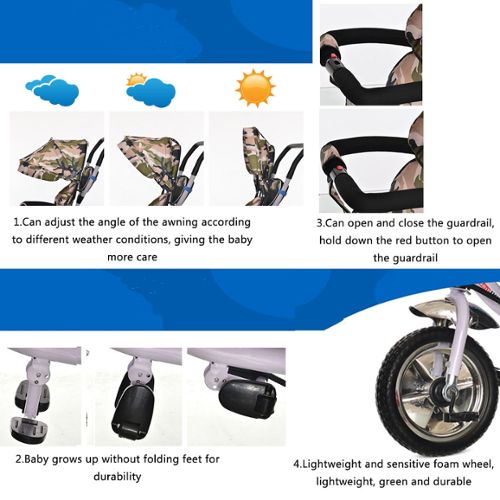 1.Can adjust the angle of the awning according
to different weather conditions, giving the baby
more care
3.Can open and close the guardrail,
hold down the red button to open
the guardrail
2.Baby grows up without folding feet for
durability
4.Lightweight and sensitive foam wheel,
lightweight, green and durable